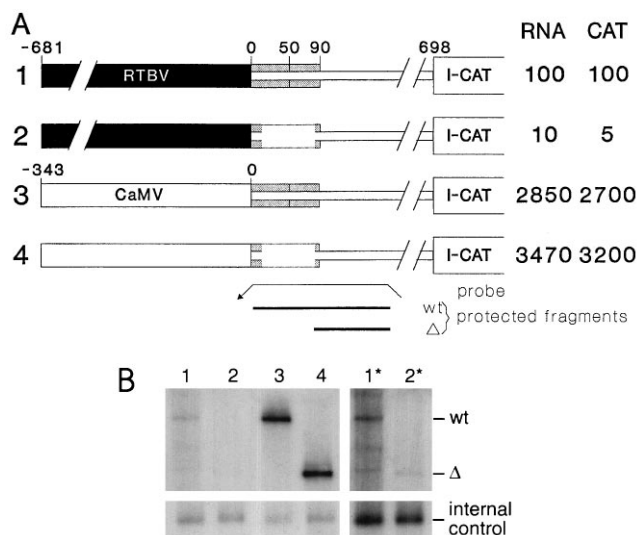 A
RNA CAT
-681 0 50 90 698
1 RTBV I-CAT 100 100
2 I-CAT 10 5
-343 0
3 CaMV I-CAT 2850 2700
4 I-CAT 3470 3200
probe
wt
Δ } protected fragments
B
1 2 3 4 1* 2*
wt
Δ
internal
control